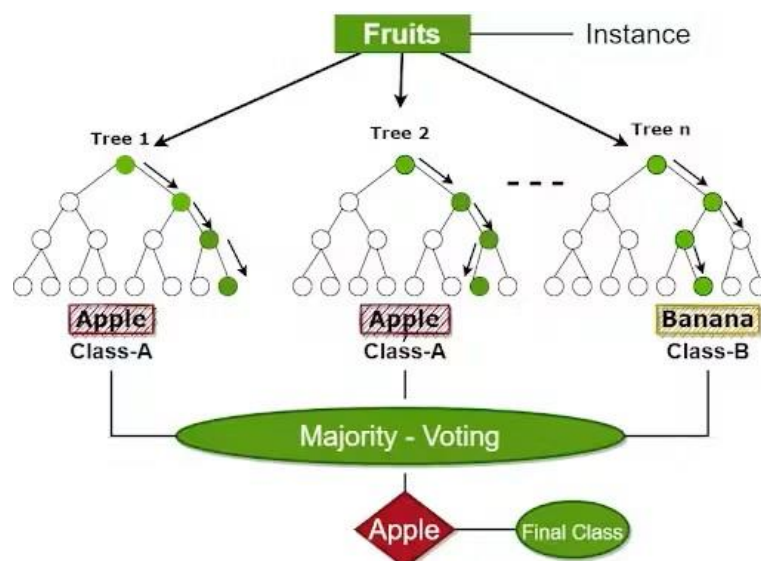 Fruits
Instance
Tree 1
Tree 2
Tree n
Apple
Apple
Banana
Class-A
Class-A
Class-B
Majority - Voting
Apple
Final Class